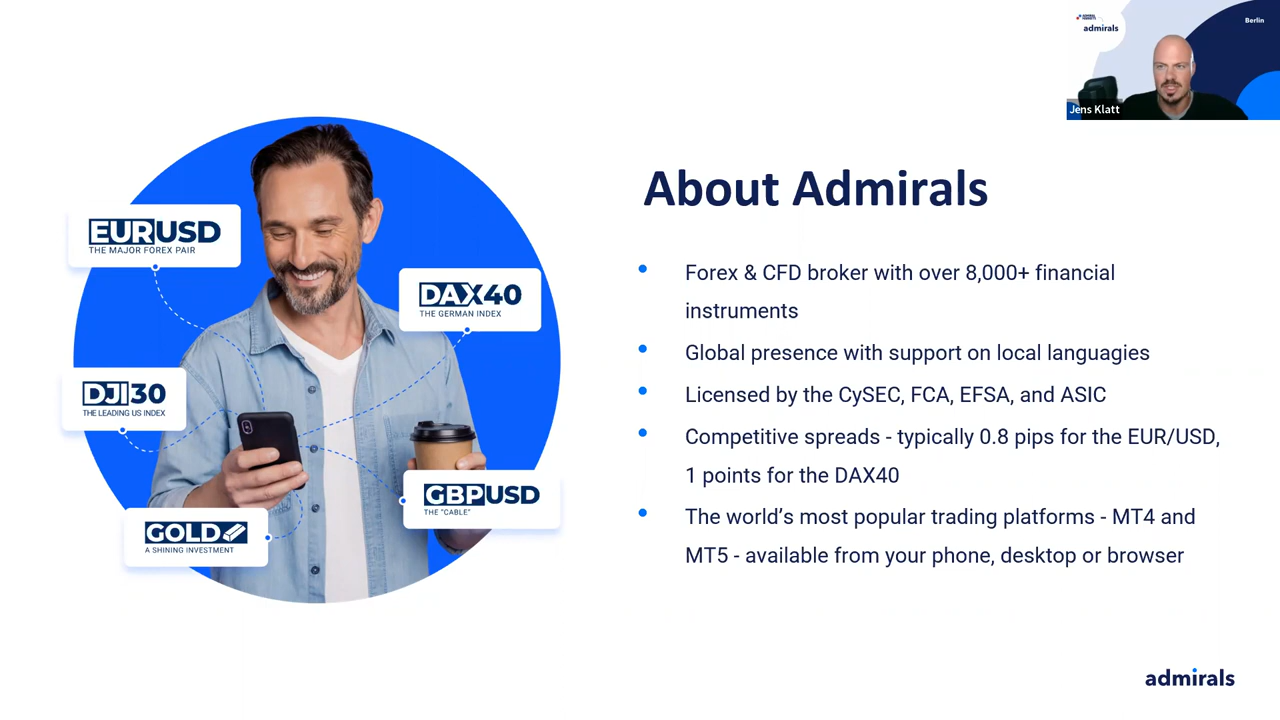 ADMIRAL MARKETS
admirals
Berlin
Jens Klatt
About Admirals
EURUSD
THE MAJOR FOREX PAIR
DAX40
THE GERMAN INDEX
DJI30
THE LEADING US INDEX
GBPUSD
THE "CABLE"
GOLD
A SHINING INVESTMENT
Forex & CFD broker with over 8,000+ financial
instruments
Global presence with support on local languagies
Licensed by the CySEC, FCA, EFSA, and ASIC
Competitive spreads - typically 0.8 pips for the EUR/USD,
1 points for the DAX40
The world’s most popular trading platforms - MT4 and
MT5 - available from your phone, desktop or browser
admirals